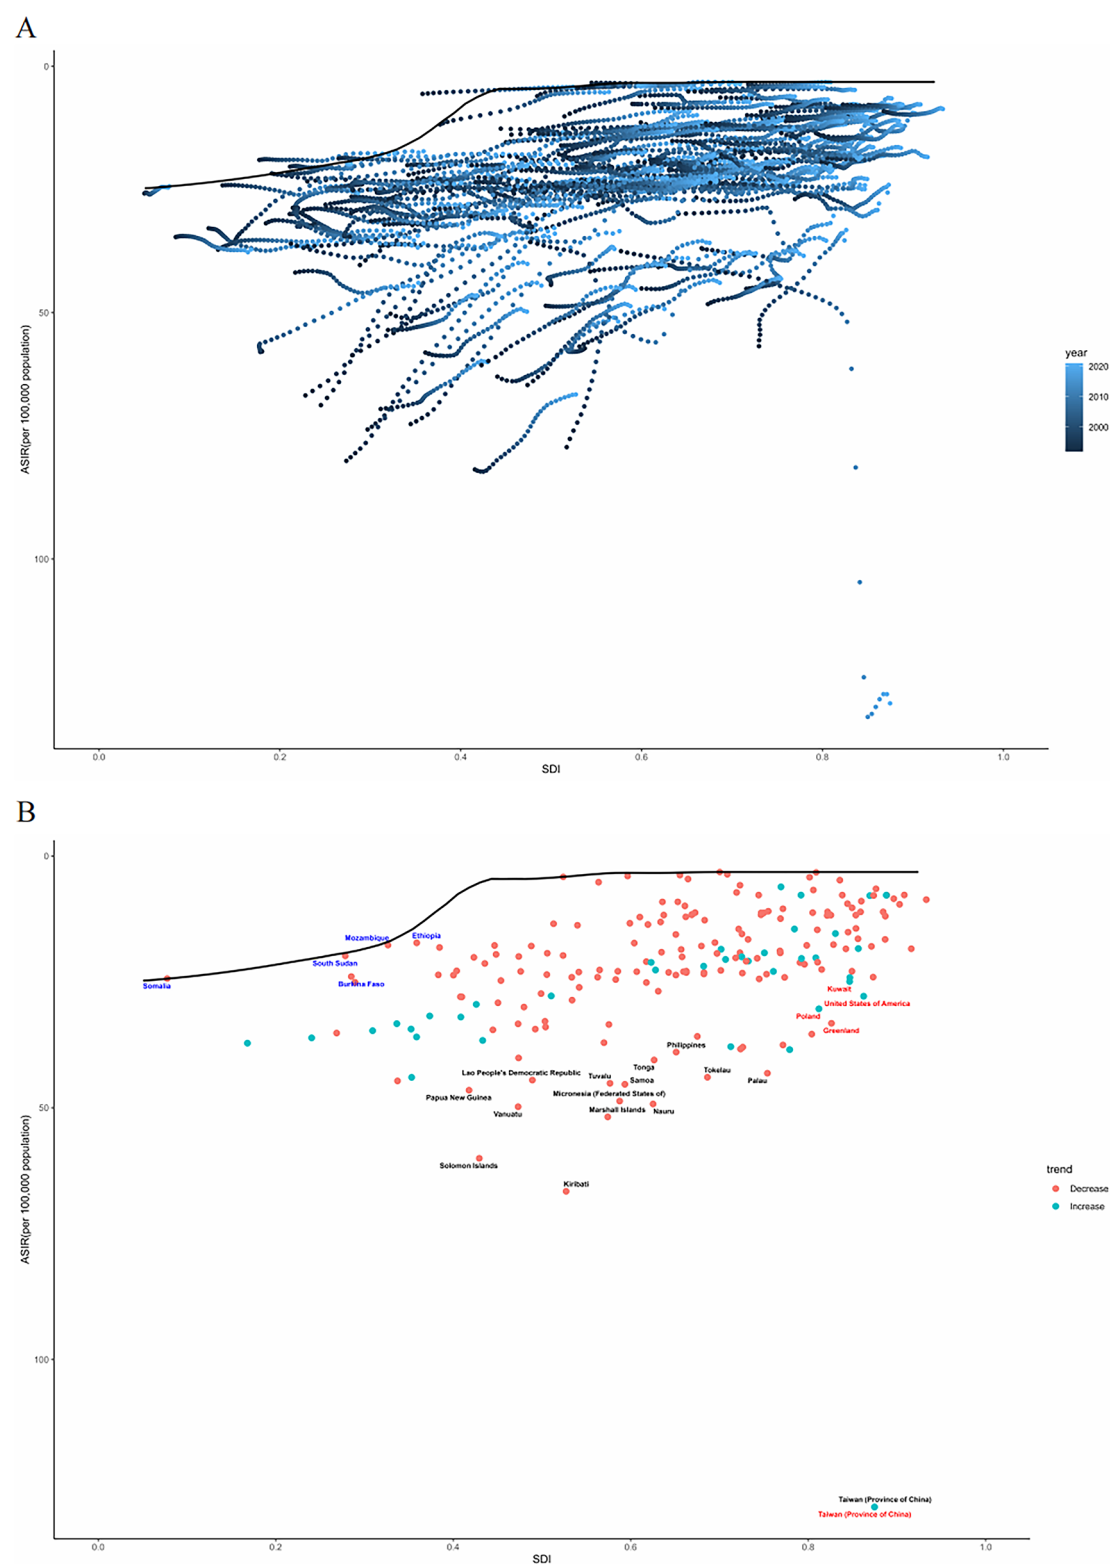 A
0
50
100
ASIR(per 100,000 population)
0.0 0.2 0.4 0.6 0.8 1.0
SDI
year
2020
2010
2000
B
0
50
100
ASIR(per 100,000 population)
Mozambique
Ethiopia
South Sudan
Somalia
Burkina Faso
Kuwait
United States of America
Poland
Greenland
Philippines
Tonga
Tokelau
Palau
Lao People's Democratic Republic
Tuvalu
Samoa
Papua New Guinea
Micronesia (Federated States of)
Vanuatu
Marshall Islands
Nauru
Solomon Islands
Kiribati
trend
Decrease
Increase
Taiwan (Province of China)
Taiwan (Province of China)
0.0 0.2 0.4 0.6 0.8 1.0
SDI